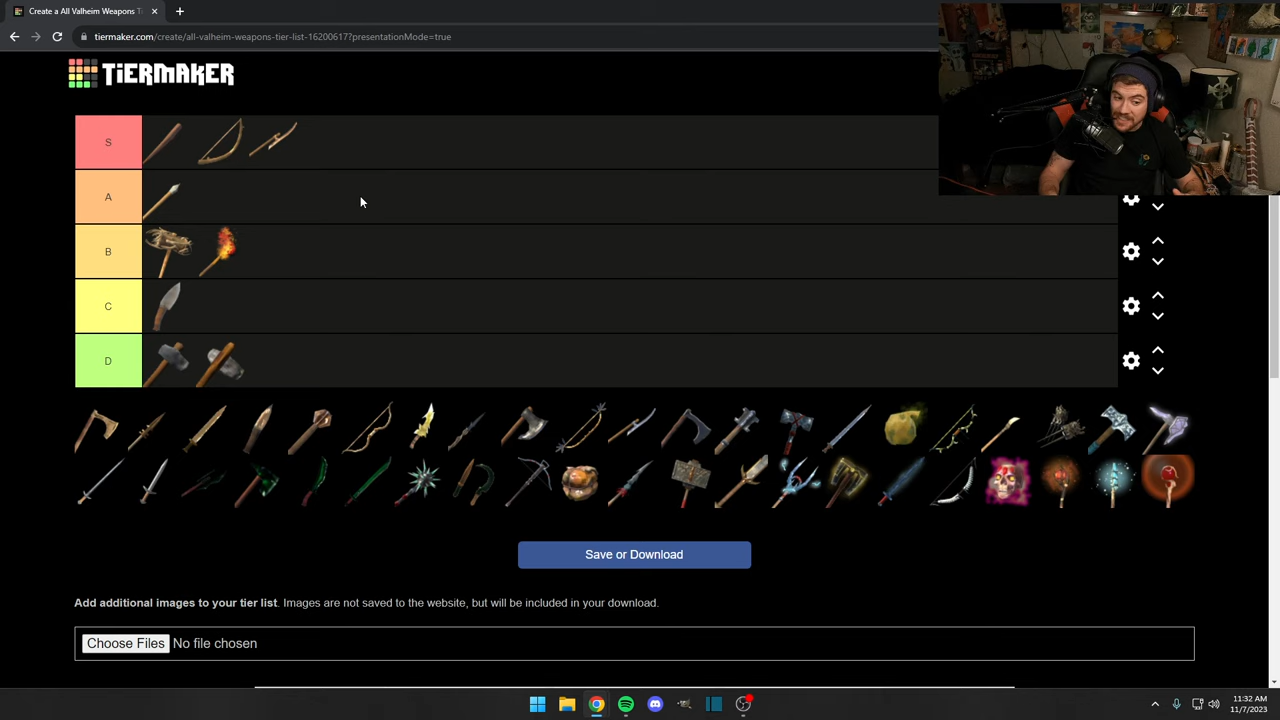 Create a All Valheim Weapons Ti
tiermaker.com/create/all-valheim-weapons-tier-list-16200617?presentationMode=true
TiERMAKER
S
A
B
C
D
Save or Download
Add additional images to your tier list. Images are not saved to the website, but will be included in your download.
Choose Files No file chosen
11:32 AM
11/7/2023